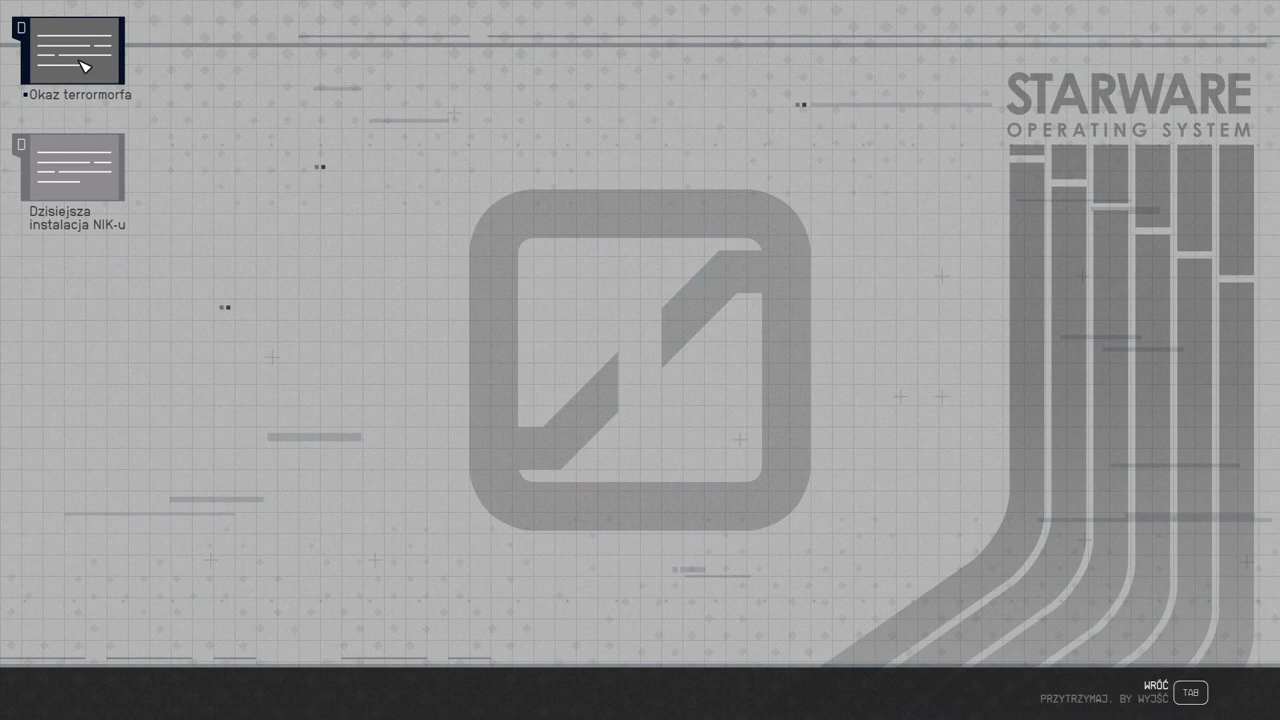 D
Okaz terrormorfa
D
Dzisiejsza
instalacja NIK-u
STARWARE
OPERATING SYSTEM
WRÓĆ
PRZYTRZYMAJ, BY WYJŚĆ
TAB